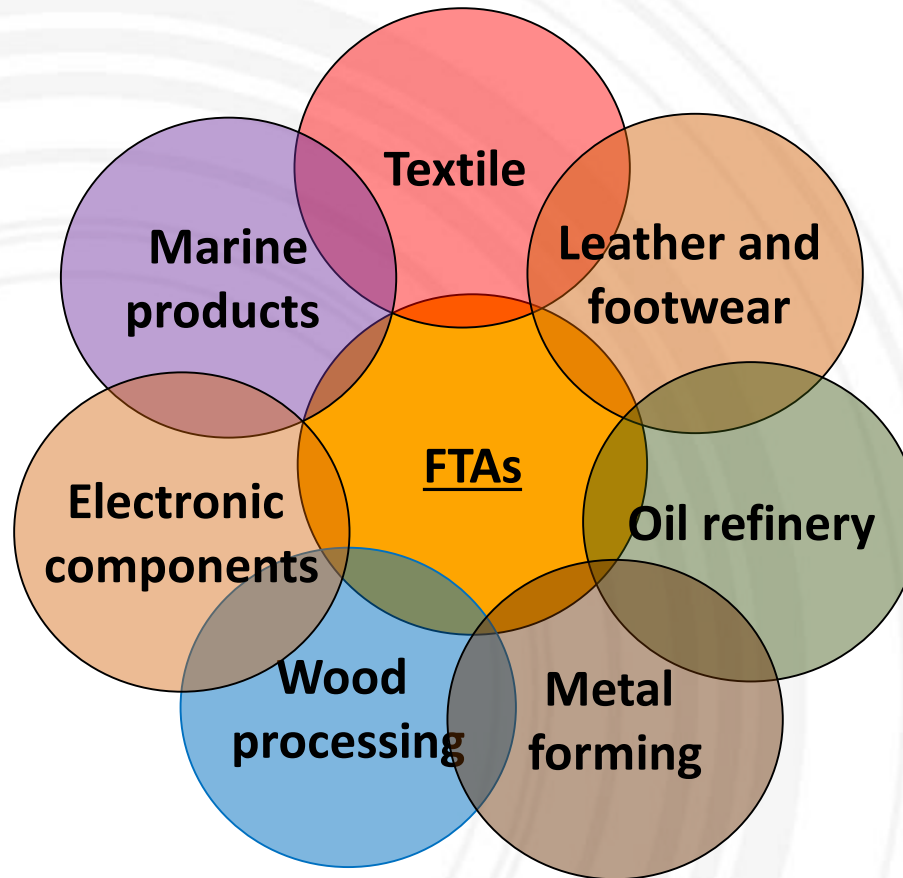 Textile
Leather and
footwear
Marine
products
FTAs
Oil refinery
Electronic
components
Wood
processing
Metal
forming